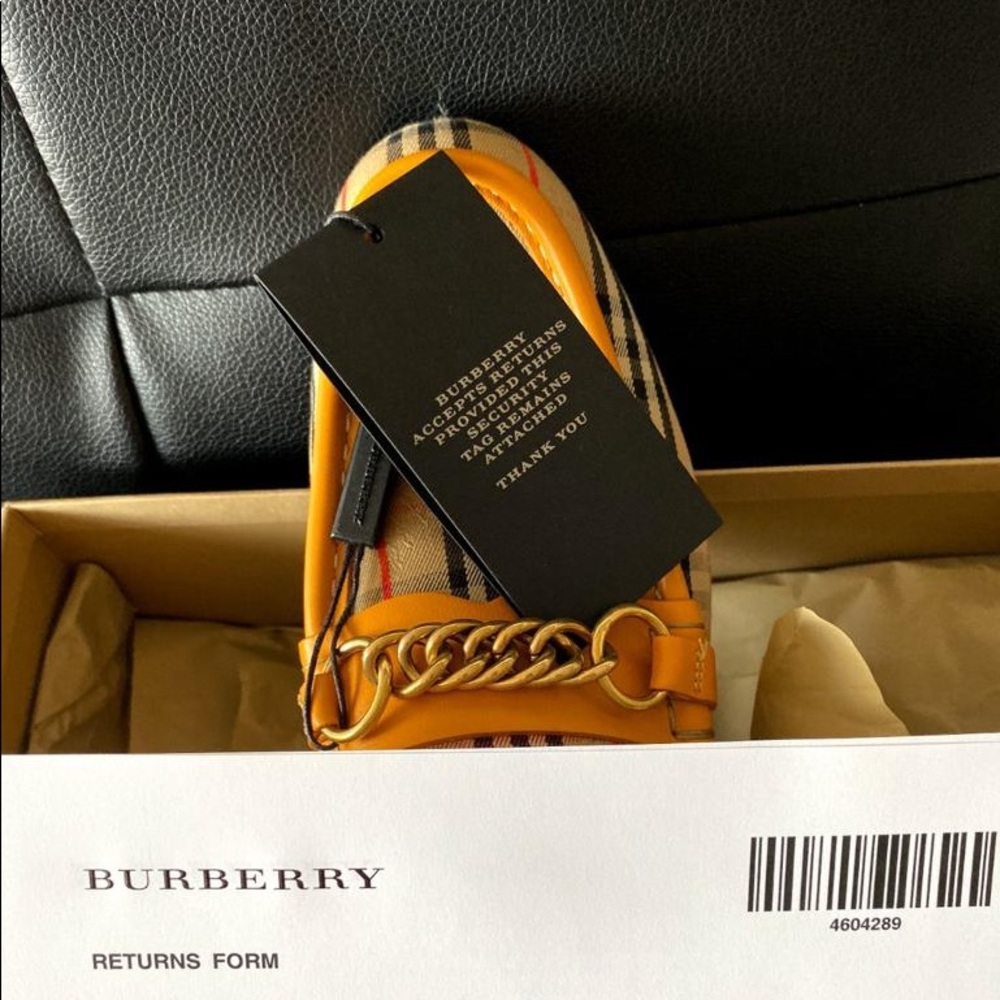 BURBERRY
ACCEPTS RETURNS
PROVIDED THIS
SECURITY
TAG REMAINS
ATTACHED
THANK YOU
BURBERRY
4604289
RETURNS FORM